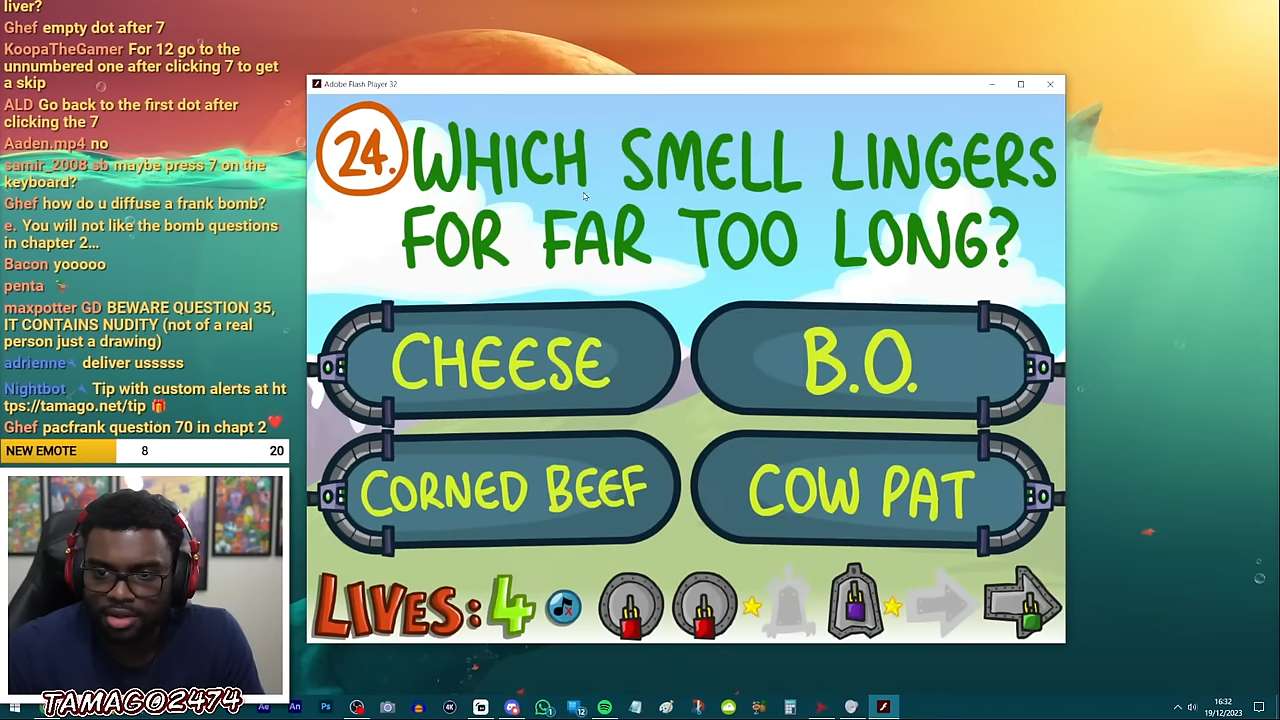 liver?
Ghef empty dot after 7
KoopaTheGamer For 12 go to the
unnumbered one after clicking 7 to get
a skip
ALD Go back to the first dot after
clicking the 7
Aaden.mp4 no
samir_2008 sb maybe press 7 on the
keyboard?
Ghef how do u diffuse a frank bomb?
e. You will not like the bomb questions
in chapter 2...
Bacon yooooo
penta
maxpotter GD BEWARE QUESTION 35,
IT CONTAINS NUDITY (not of a real
person just a drawing)
adrienne deliver usssss
Nightbot Tip with custom alerts at ht
tps://tamago.net/tip
Ghef pacfrank question 70 in chapt 2
NEW EMOTE 8 20
TAMAGO2474
Adobe Flash Player 32
24. WHICH SMELL LINGERS
FOR FAR TOO LONG?
CHEESE B.O.
CORNED BEEF COW PAT
LIVES: 4
Ae An Ps 4K 12
16:32
19/12/2023